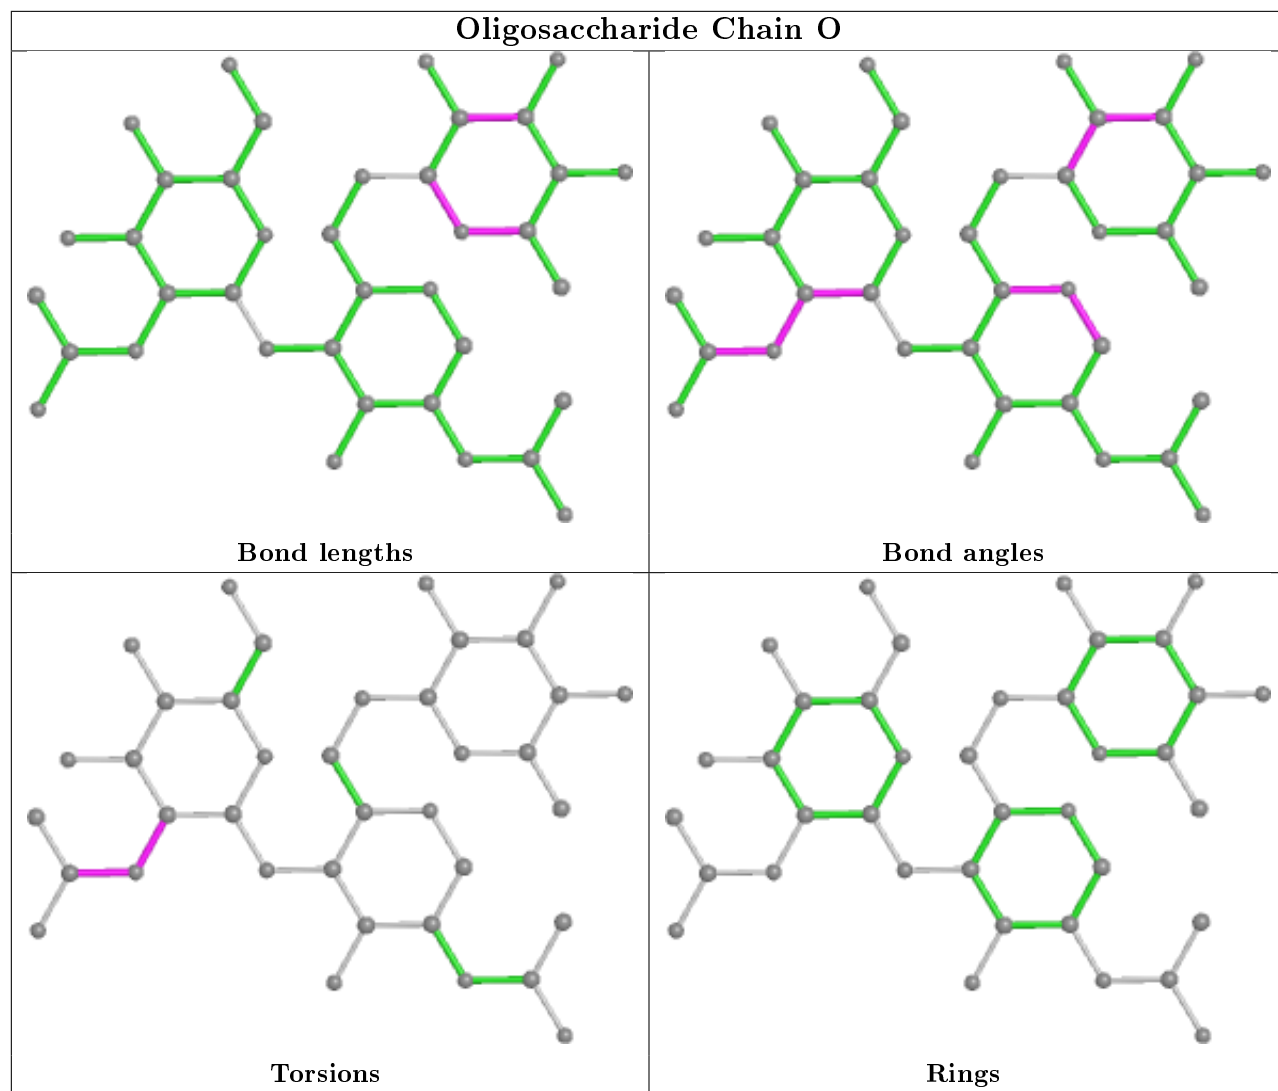 Oligosaccharide Chain O
Bond lengths
Bond angles
Torsions
Rings